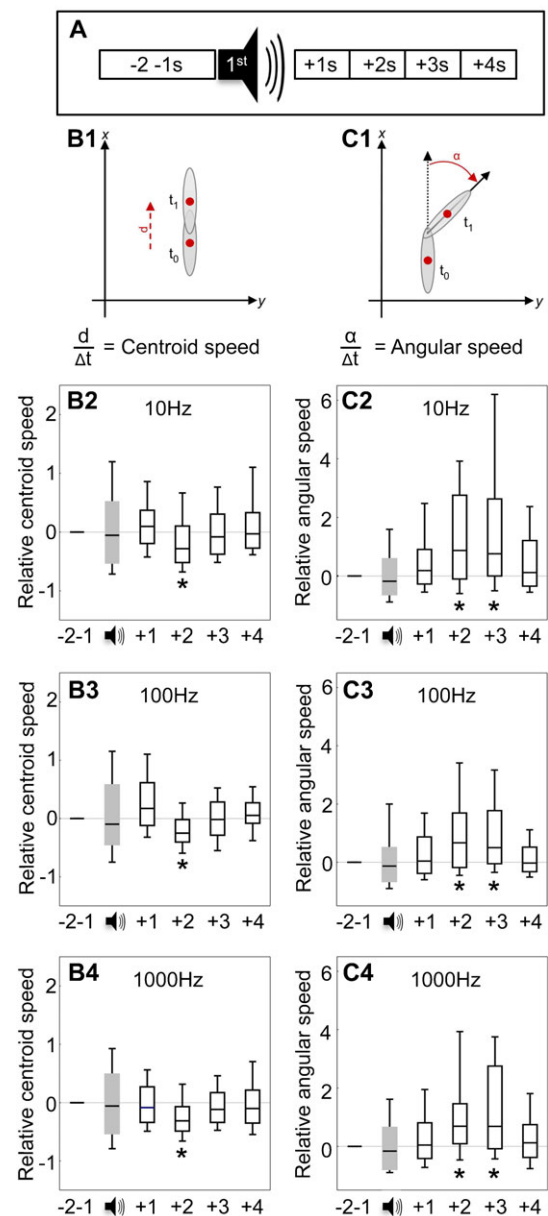 A
-2 -1s 1st +1s +2s +3s +4s
B1 C1
x x
α
t1 t1
d
t0 t0
y y
d/Δt = Centroid speed
α/Δt = Angular speed
B2 10Hz
Relative centroid speed
2
1
0
-1
*
-2-1 +1 +2 +3 +4
C2 10Hz
Relative angular speed
6
4
2
0
* *
-2-1 +1 +2 +3 +4
B3 100Hz
Relative centroid speed
2
1
0
-1
*
-2-1 +1 +2 +3 +4
C3 100Hz
Relative angular speed
6
4
2
0
* *
-2-1 +1 +2 +3 +4
B4 1000Hz
Relative centroid speed
2
1
0
-1
*
-2-1 +1 +2 +3 +4
C4 1000Hz
Relative angular speed
6
4
2
0
* *
-2-1 +1 +2 +3 +4